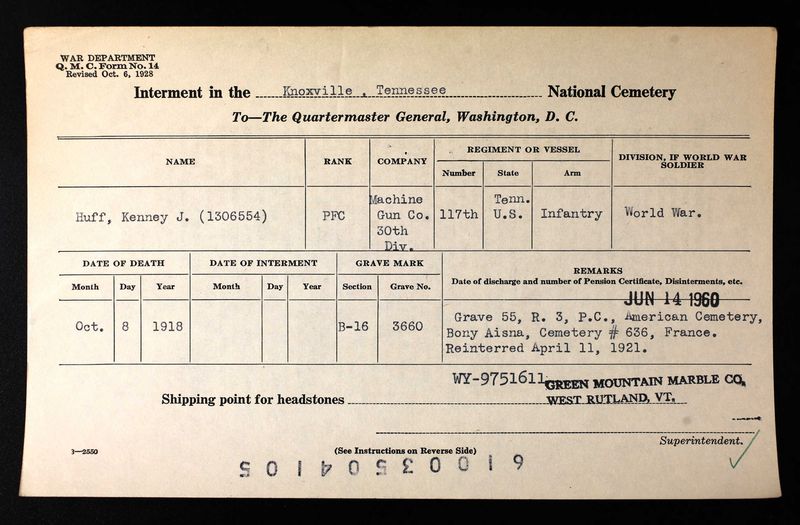 WAR DEPARTMENT
Q. M. C. Form No. 14
Revised Oct. 6, 1928
Interment in the Knoxville , Tennessee National Cemetery
To—The Quartermaster General, Washington, D. C.
NAME
RANK
COMPANY
REGIMENT OR VESSEL
Number State Arm
DIVISION, IF WORLD WAR SOLDIER
Huff, Kenney J. (1306554)
PFC
Machine
Gun Co.
30th
Div.
117th
Tenn.
U.S.
Infantry
World War.
DATE OF DEATH
DATE OF INTERMENT
GRAVE MARK
REMARKS
Date of discharge and number of Pension Certificate, Disinterments, etc.
Month Day Year Month Day Year Section Grave No.
JUN 14 1960
Oct. 8 1918 B-16 3660
Grave 55, R. 3, P.C., American Cemetery,
Bony Aisna, Cemetery # 636, France.
Reinterred April 11, 1921.
WY-9751611
GREEN MOUNTAIN MARBLE CO.
Shipping point for headstones WEST RUTLAND, VT.
Superintendent.
3—2550
(See Instructions on Reverse Side)